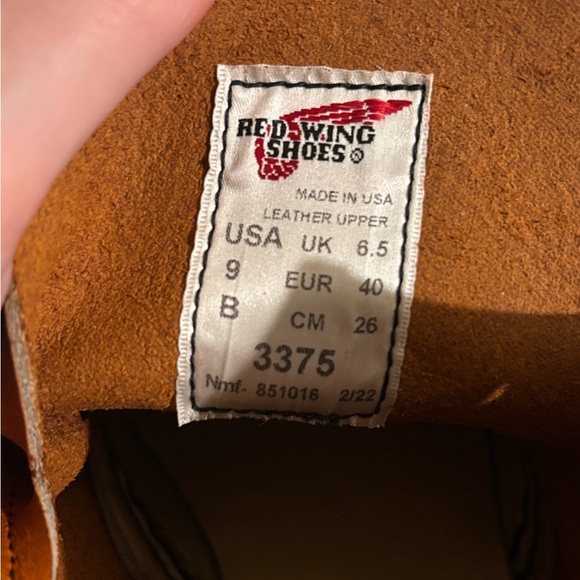 RED WING
SHOES®
MADE IN USA
LEATHER UPPER
USA UK 6.5
9 EUR 40
B CM 26
3375
Nmf- 851016 2/22